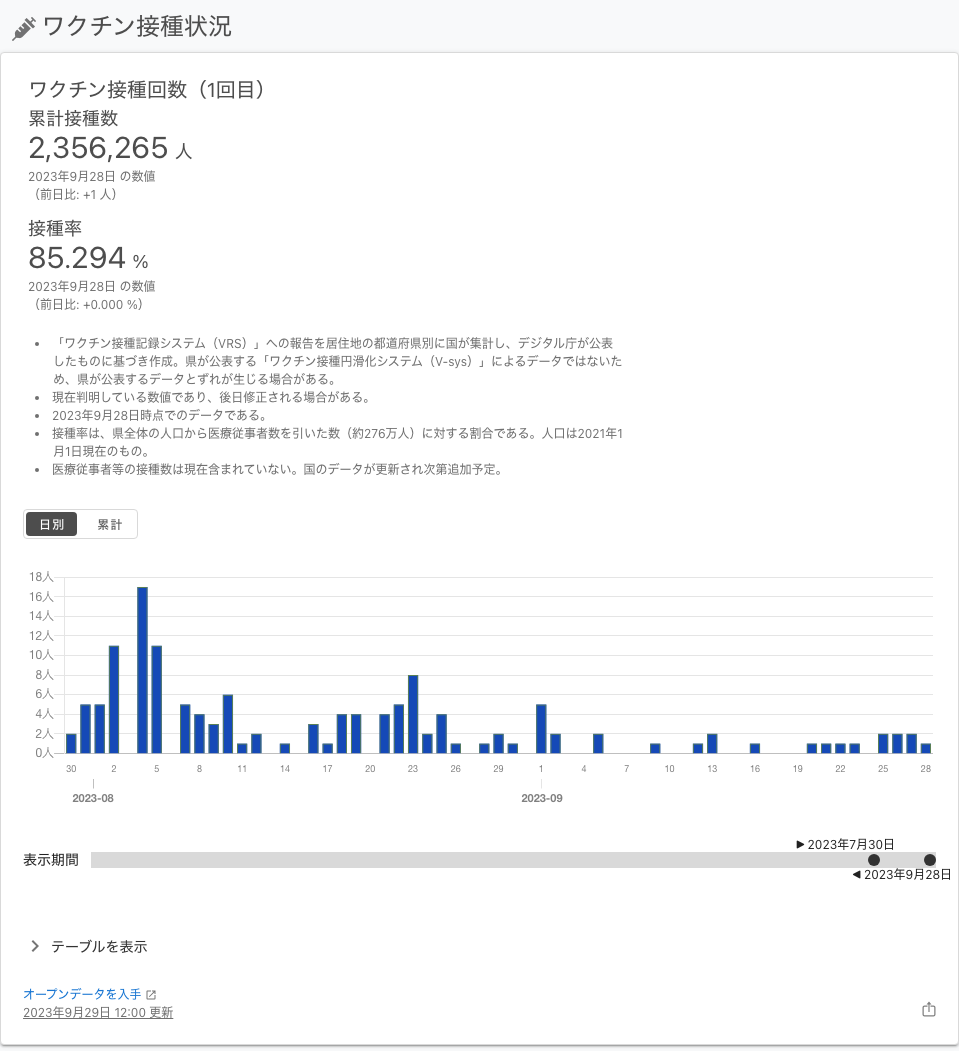 ワクチン接種状況
ワクチン接種回数（1回目）
累計接種数
2,356,265 人
2023年9月28日 の数値
（前日比: +1 人）
接種率
85.294 %
2023年9月28日 の数値
（前日比: +0.000 %）
• 「ワクチン接種記録システム（VRS）」への報告を居住地の都道府県別に国が集計し、デジタル庁が公表
したものに基づき作成。県が公表する「ワクチン接種円滑化システム（V-sys）」によるデータではないた
め、県が公表するデータとずれが生じる場合がある。
• 現在判明している数値であり、後日修正される場合がある。
• 2023年9月28日時点でのデータである。
• 接種率は、県全体の人口から医療従事者数を引いた数（約276万人）に対する割合である。人口は2021年1
月1日現在のもの。
• 医療従事者等の接種数は現在含まれていない。国のデータが更新され次第追加予定。
日別 累計
18人
16人
14人
12人
10人
8人
6人
4人
2人
0人
30 2 5 8 11 14 17 20 23 26 29 1 4 7 10 13 16 19 22 25 28
2023-08 2023-09
▶ 2023年7月30日
表示期間
◀ 2023年9月28日
テーブルを表示
オープンデータを入手
2023年9月29日 12:00 更新